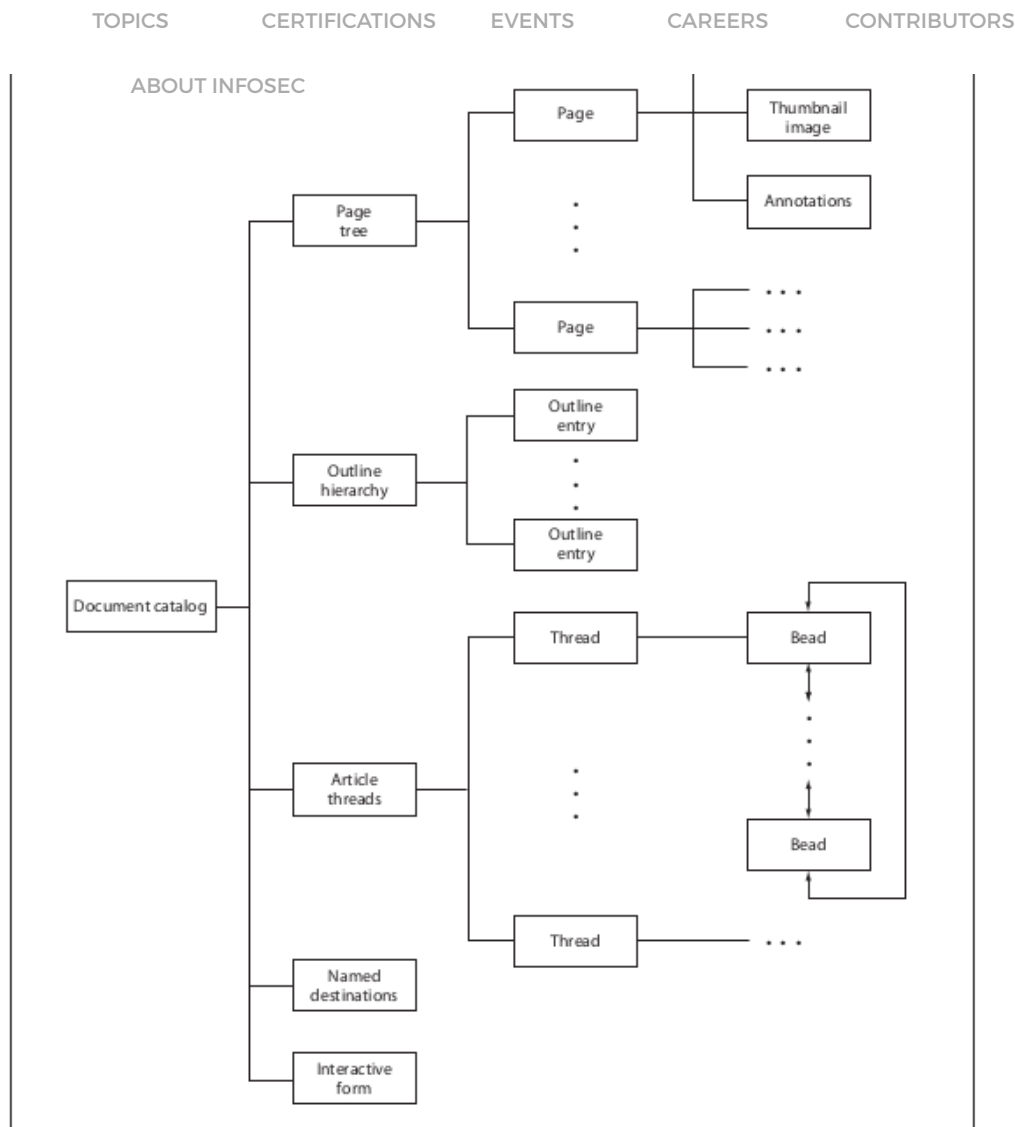 TOPICS
CERTIFICATIONS
EVENTS
CAREERS
CONTRIBUTORS
ABOUT INFOSEC
Page
Thumbnail
image
Annotations
Page
tree
Page
Outline
entry
Outline
hierarchy
Outline
entry
Document catalog
Thread
Bead
Article
threads
Bead
Thread
Named
destinations
Interactive
form